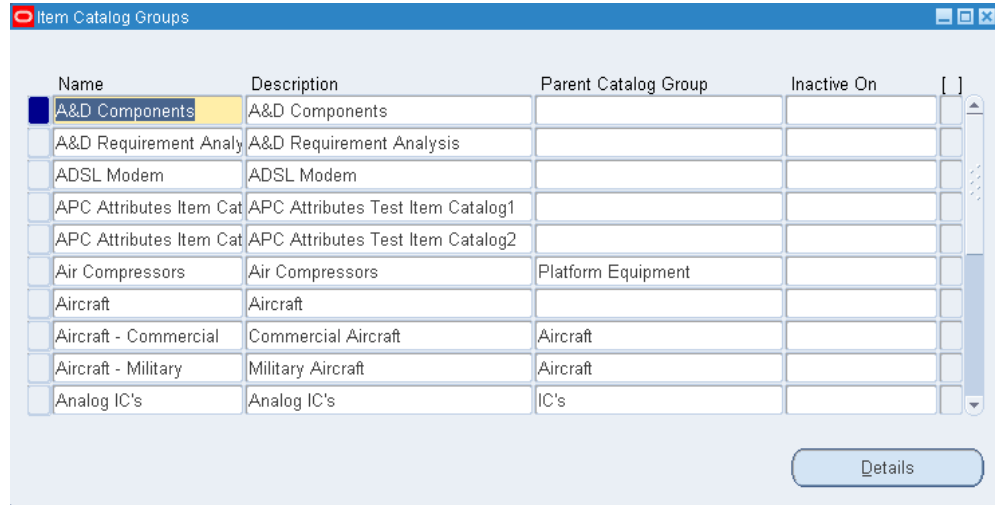 Item Catalog Groups
Name Description Parent Catalog Group Inactive On [ ]
A&D Components A&D Components
A&D Requirement Analy A&D Requirement Analysis
ADSL Modem ADSL Modem
APC Attributes Item Cat APC Attributes Test Item Catalog1
APC Attributes Item Cat APC Attributes Test Item Catalog2
Air Compressors Air Compressors Platform Equipment
Aircraft Aircraft
Aircraft - Commercial Commercial Aircraft Aircraft
Aircraft - Military Military Aircraft Aircraft
Analog IC's Analog IC's IC's
Details